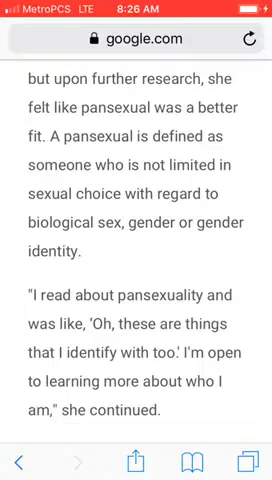 MetroPCS LTE 8:26 AM
google.com
but upon further research, she
felt like pansexual was a better
fit. A pansexual is defined as
someone who is not limited in
sexual choice with regard to
biological sex, gender or gender
identity.
"I read about pansexuality and
was like, 'Oh, these are things
that I identify with too.' I'm open
to learning more about who I
am," she continued.